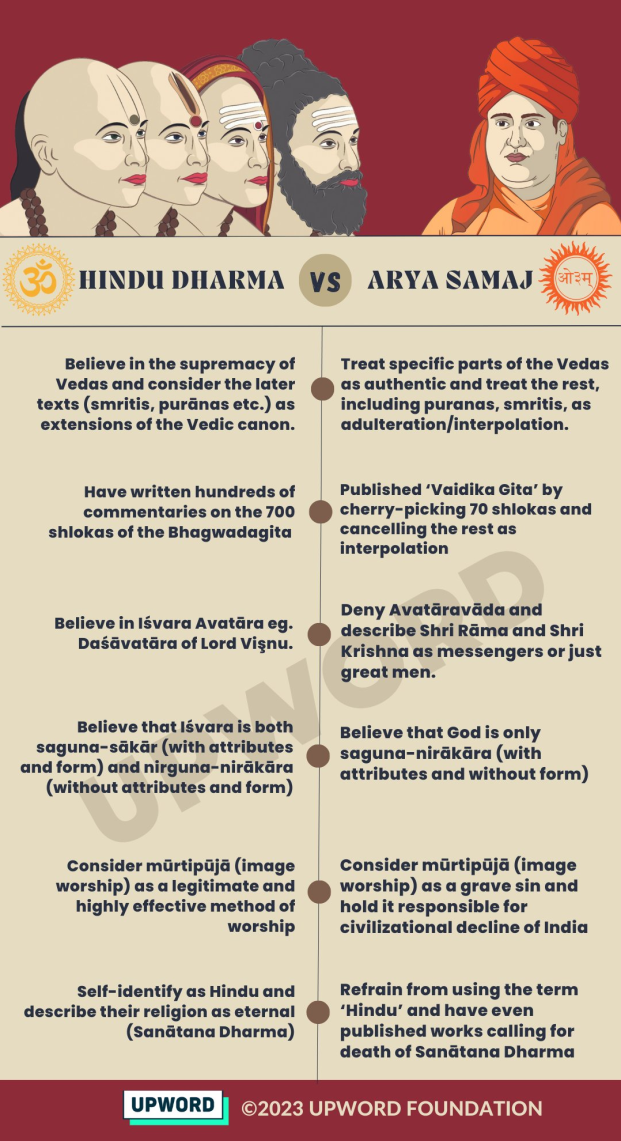 ॐ
HINDU DHARMA
VS
ARYA SAMAJ
ओ३म्
Believe in the supremacy of
Vedas and consider the later
texts (smritis, purānas etc.) as
extensions of the Vedic canon.
Treat specific parts of the Vedas
as authentic and treat the rest,
including puranas, smritis, as
adulteration/interpolation.
Have written hundreds of
commentaries on the 700
shlokas of the Bhagwadagita
Published ‘Vaidika Gita’ by
cherry-picking 70 shlokas and
cancelling the rest as
interpolation
Believe in Iśvara Avatāra eg.
Daśāvatāra of Lord Vişnu.
Deny Avatāravāda and
describe Shri Rāma and Shri
Krishna as messengers or just
great men.
Believe that Iśvara is both
saguna-sākār (with attributes
and form) and nirguna-nirākāra
(without attributes and form)
Believe that God is only
saguna-nirākāra (with
attributes and without form)
Consider mūrtipūjā (image
worship) as a legitimate and
highly effective method of
worship
Consider mūrtipūjā (image
worship) as a grave sin and
hold it responsible for
civilizational decline of India
Self-identify as Hindu and
describe their religion as eternal
(Sanātana Dharma)
Refrain from using the term
‘Hindu’ and have even
published works calling for
death of Sanātana Dharma
UPWORD
UPWORD
©2023 UPWORD FOUNDATION